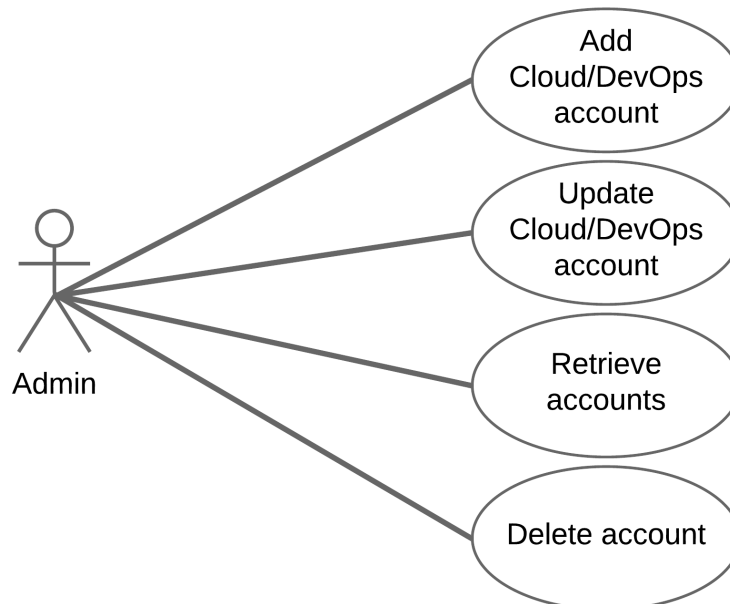 Add
Cloud/DevOps
account
Update
Cloud/DevOps
account
Retrieve
accounts
Admin
Delete account